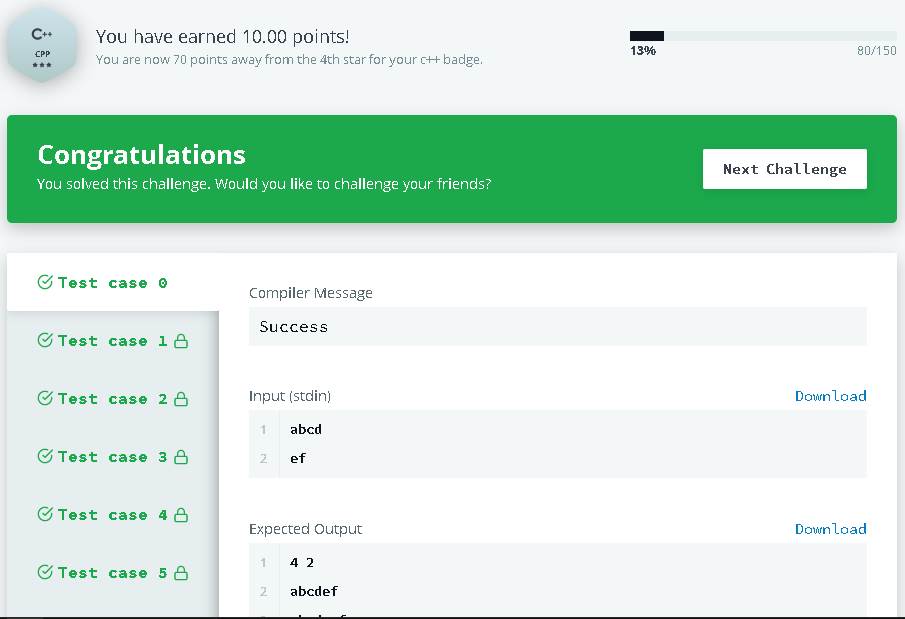 C++
CPP
★★★
You have earned 10.00 points!
You are now 70 points away from the 4th star for your c++ badge.
13%
80/150
Congratulations
You solved this challenge. Would you like to challenge your friends?
Next Challenge
Test case 0
Test case 1
Test case 2
Test case 3
Test case 4
Test case 5
Compiler Message
Success
Input (stdin)
Download
1 abcd
2 ef
Expected Output
Download
1 4 2
2 abcdef